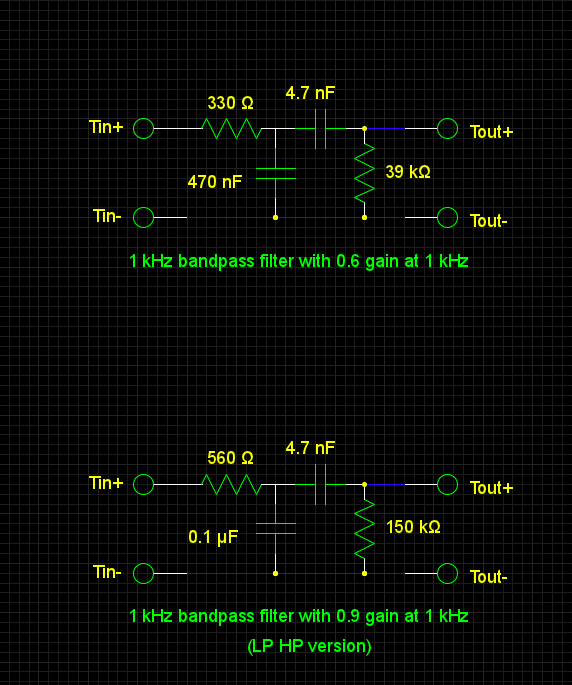 330 Ω
4.7 nF
Tin+
Tout+
470 nF
39 kΩ
Tin-
Tout-
1 kHz bandpass filter with 0.6 gain at 1 kHz
560 Ω
4.7 nF
Tin+
Tout+
0.1 µF
150 kΩ
Tin-
Tout-
1 kHz bandpass filter with 0.9 gain at 1 kHz
(LP HP version)